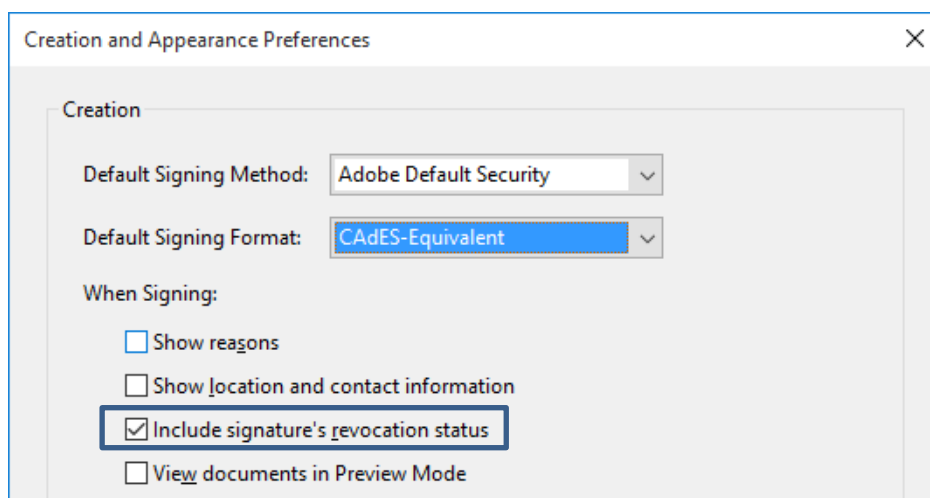 Creation and Appearance Preferences
Creation
Default Signing Method: Adobe Default Security
Default Signing Format: CAdES-Equivalent
When Signing:
Show reasons
Show location and contact information
Include signature's revocation status
View documents in Preview Mode